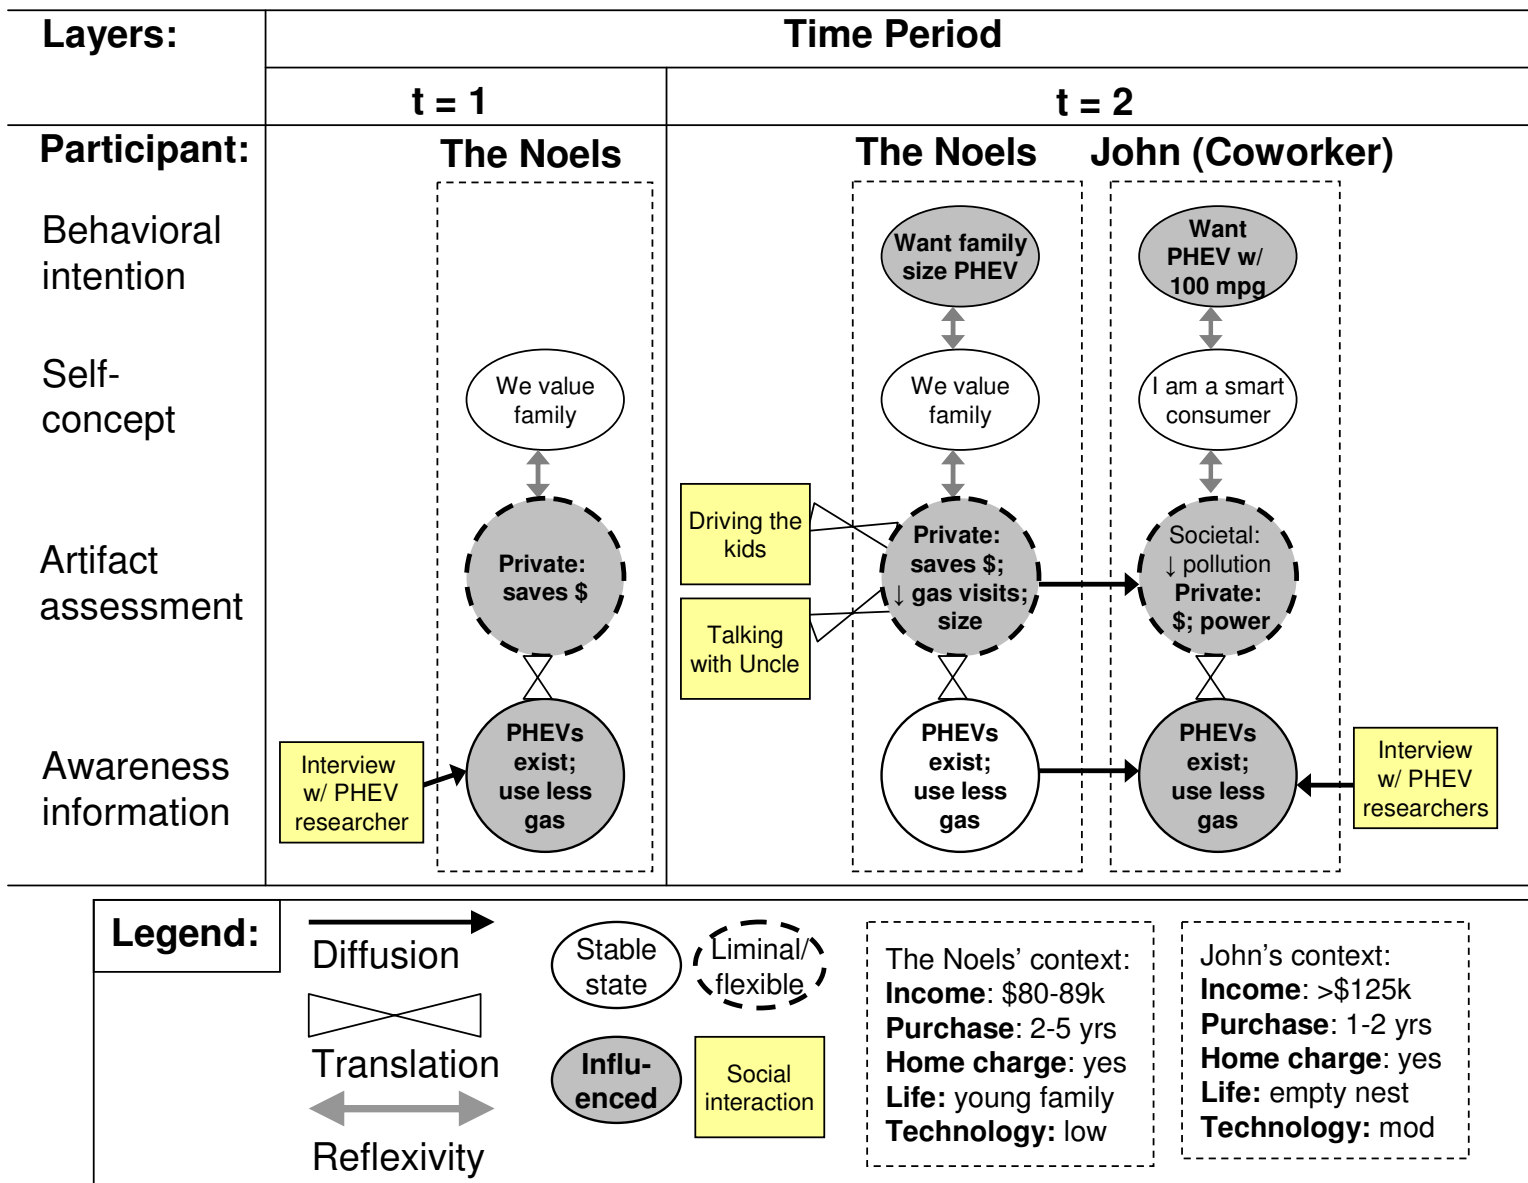 Layers:
Time Period
t = 1
t = 2
Participant:
The Noels
The Noels
John (Coworker)
Behavioral
intention
Want family
size PHEV
Want
PHEV w/
100 mpg
Self-
concept
We value
family
We value
family
I am a smart
consumer
Artifact
assessment
Private:
saves $
Driving the
kids
Talking
with Uncle
Private:
saves $;
↓ gas visits;
size
Societal:
↓ pollution
Private:
$; power
Awareness
information
Interview
w/ PHEV
researcher
PHEVs
exist;
use less
gas
PHEVs
exist;
use less
gas
PHEVs
exist;
use less
gas
Interview
w/ PHEV
researchers
Legend:
Diffusion
Translation
Reflexivity
Stable
state
Liminal/
flexible
Influ-
enced
Social
interaction
The Noels' context:
Income: $80-89k
Purchase: 2-5 yrs
Home charge: yes
Life: young family
Technology: low
John's context:
Income: >$125k
Purchase: 1-2 yrs
Home charge: yes
Life: empty nest
Technology: mod